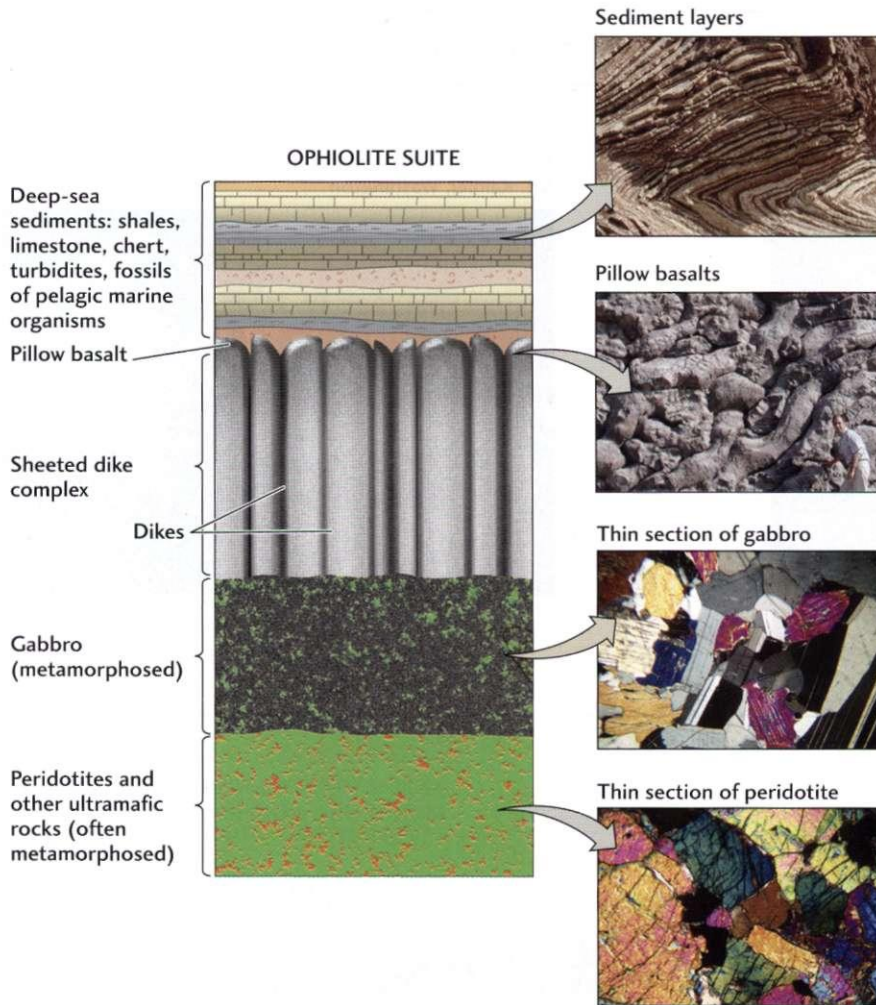 Sediment layers
OPHIOLITE SUITE
Deep-sea
sediments: shales,
limestone, chert,
turbidites, fossils
of pelagic marine
organisms
Pillow basalt
Pillow basalts
Sheeted dike
complex
Dikes
Thin section of gabbro
Gabbro
(metamorphosed)
Thin section of peridotite
Peridotites and
other ultramafic
rocks (often
metamorphosed)